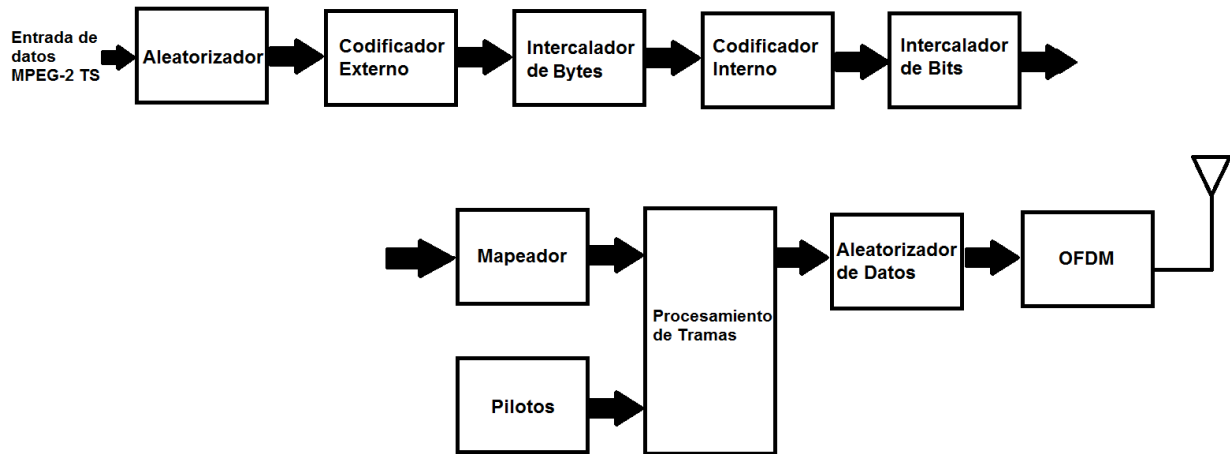 Entrada de
datos
MPEG-2 TS
Aleatorizador
Codificador
Externo
Intercalador
de Bytes
Codificador
Interno
Intercalador
de Bits
Mapeador
Pilotos
Procesamiento
de Tramas
Aleatorizador
de Datos
OFDM